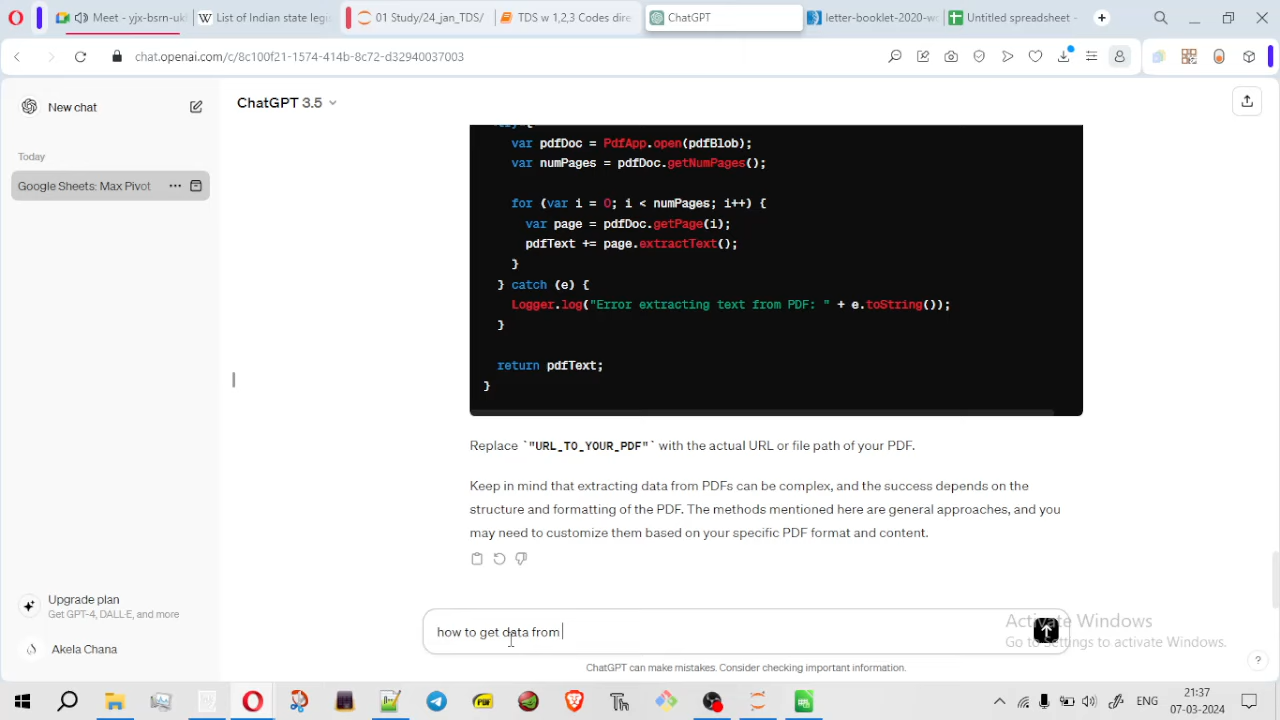 Meet - yjx-bsrn-uk
List of Indian state legi
01 Study/24_jan_TDS/
TDS w 1,2,3 Codes dire
ChatGPT
letter-booklet-2020-wo
Untitled spreadsheet -
chat.openai.com/c/8c100f21-1574-414b-8c72-d32940037003
New chat
ChatGPT 3.5
Today
Google Sheets: Max Pivot
var pdfDoc = PdfApp.open(pdfBlob);
var numPages = pdfDoc.getNumPages();
for (var i = 0; i < numPages; i++) {
var page = pdfDoc.getPage(i);
pdfText += page.extractText();
}
} catch (e) {
Logger.log("Error extracting text from PDF: " + e.toString());
}
return pdfText;
}
Replace `"URL_TO_YOUR_PDF"` with the actual URL or file path of your PDF.
Keep in mind that extracting data from PDFs can be complex, and the success depends on the
structure and formatting of the PDF. The methods mentioned here are general approaches, and you
may need to customize them based on your specific PDF format and content.
Upgrade plan
Get GPT-4, DALL·E, and more
how to get data from
Activate Windows
Go to Settings to activate Windows.
Akela Chana
ChatGPT can make mistakes. Consider checking important information.
?
ENG
21:37
07-03-2024